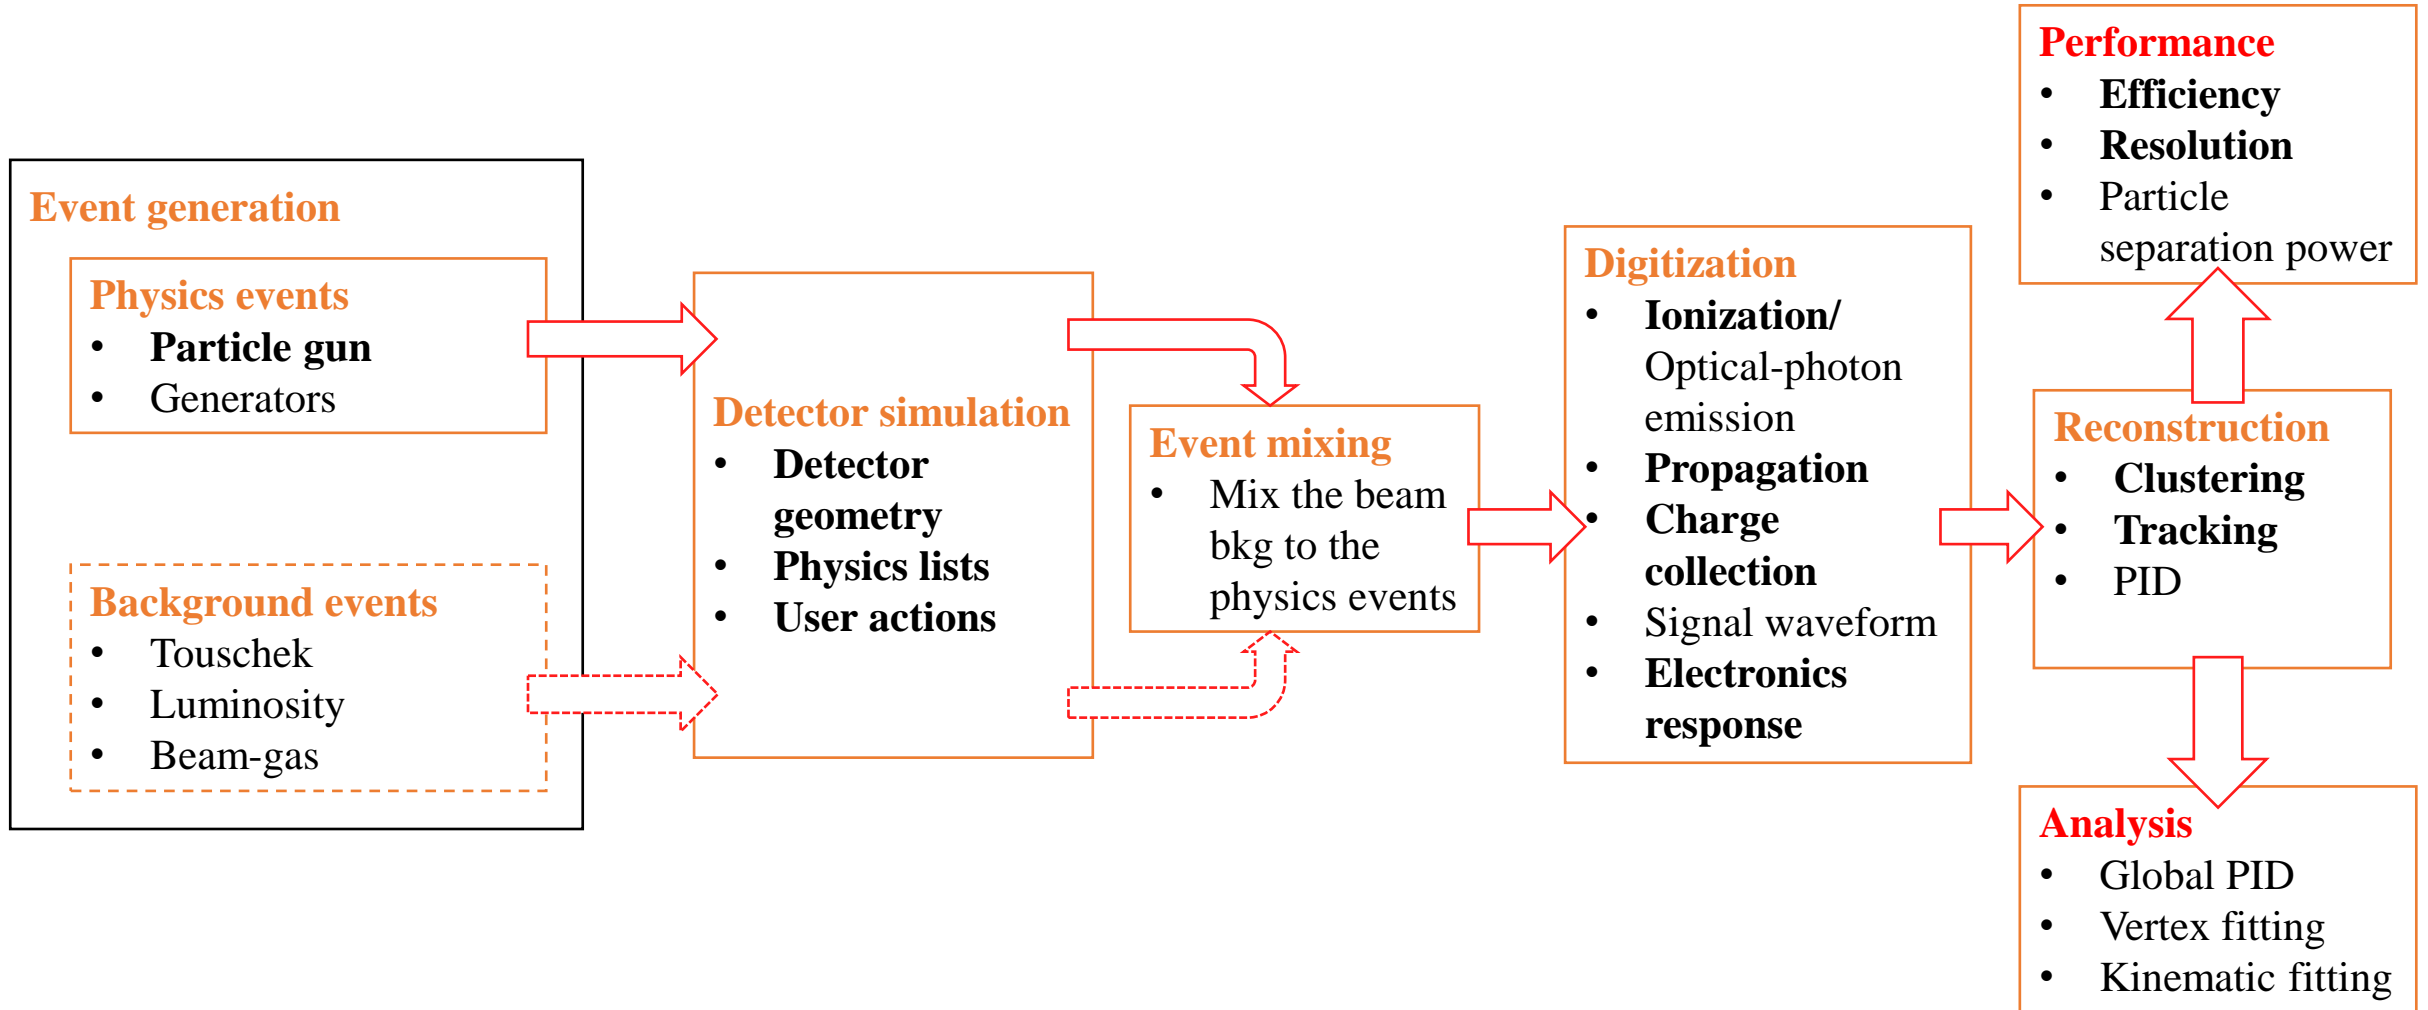 Event generation
Physics events
• Particle gun
• Generators
Background events
• Touschek
• Luminosity
• Beam-gas
Detector simulation
• Detector
geometry
• Physics lists
• User actions
Event mixing
• Mix the beam
bkg to the
physics events
Digitization
• Ionization/
Optical-photon
emission
• Propagation
• Charge
collection
• Signal waveform
• Electronics
response
Performance
• Efficiency
• Resolution
• Particle
separation power
Reconstruction
• Clustering
• Tracking
• PID
Analysis
• Global PID
• Vertex fitting
• Kinematic fitting